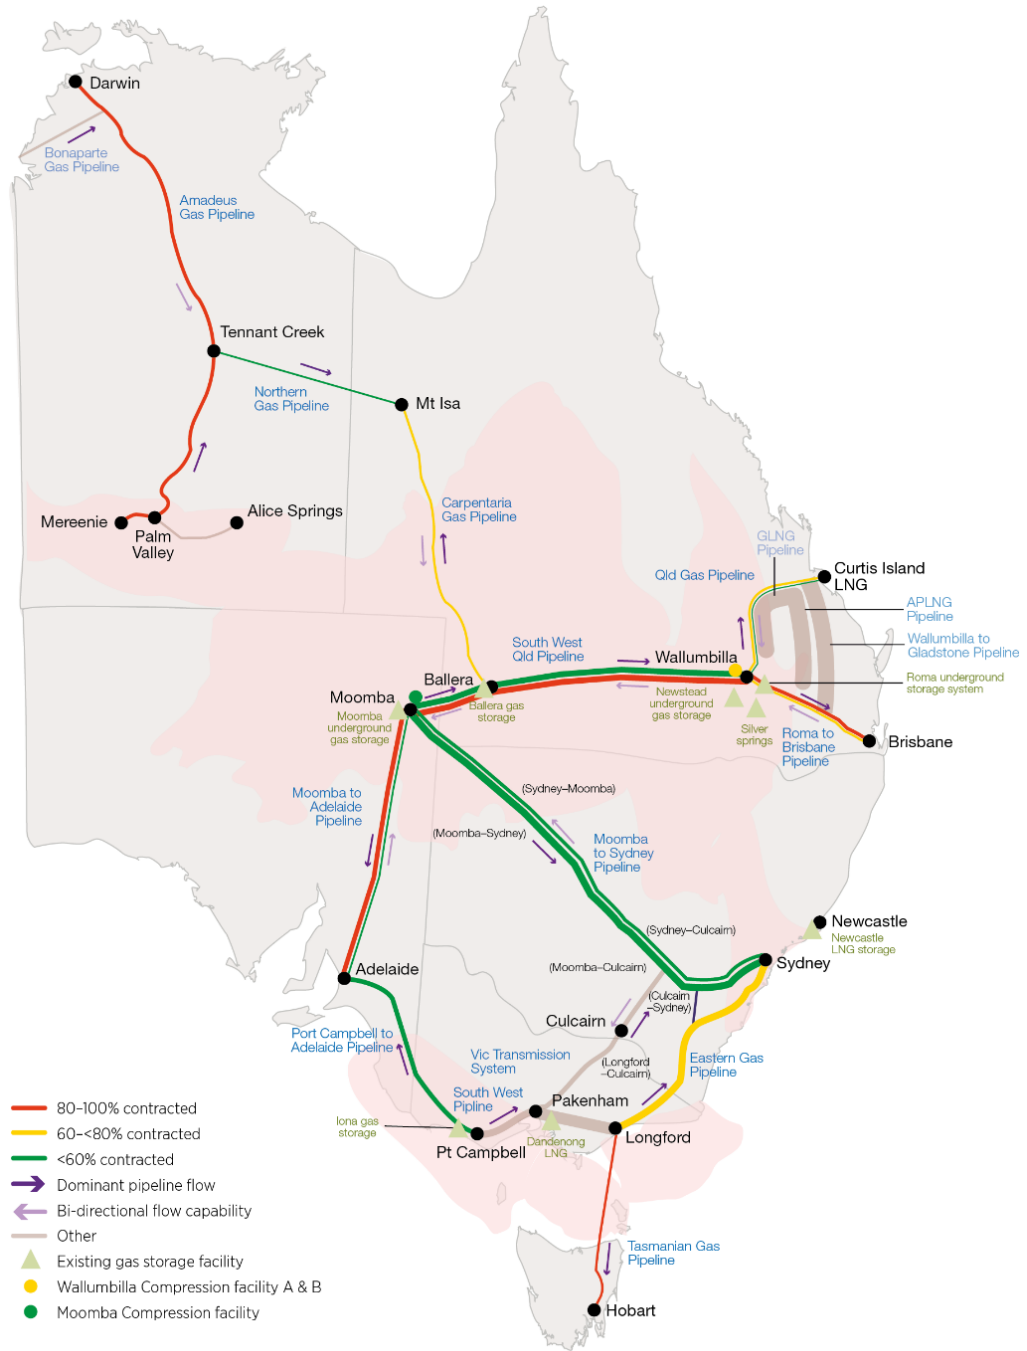 Darwin
Bonaparte
Gas Pipeline
Amadeus
Gas Pipeline
Tennant Creek
Northern
Gas Pipeline
Mt Isa
Mereenie
Palm
Valley
Alice Springs
Carpentaria
Gas Pipeline
GLNG
Pipeline
Qld Gas Pipeline
Curtis Island
LNG
APLNG
Pipeline
Wallumbilla to
Gladstone Pipeline
South West
Qld Pipeline
Wallumbilla
Roma underground
storage system
Ballera
Ballera gas
storage
Newstead
underground
gas storage
Silver
springs
Moomba
Moomba
underground
gas storage
Roma to
Brisbane
Pipeline
Brisbane
Moomba to
Adelaide
Pipeline
(Sydney–Moomba)
(Moomba–Sydney)
Moomba
to Sydney
Pipeline
(Sydney–Culcairn)
Newcastle
Newcastle
LNG storage
Sydney
Adelaide
(Moomba–Culcairn)
(Culcairn
–Sydney)
Culcairn
Port Campbell to
Adelaide Pipeline
Vic Transmission
System
(Longford
–Culcairn)
Eastern Gas
Pipeline
South West
Pipline
Pakenham
Iona gas
storage
Pt Campbell
Dandenong
LNG
Longford
Tasmanian Gas
Pipeline
Hobart
80–100% contracted
60–<80% contracted
<60% contracted
Dominant pipeline flow
Bi-directional flow capability
Other
Existing gas storage facility
Wallumbilla Compression facility A & B
Moomba Compression facility